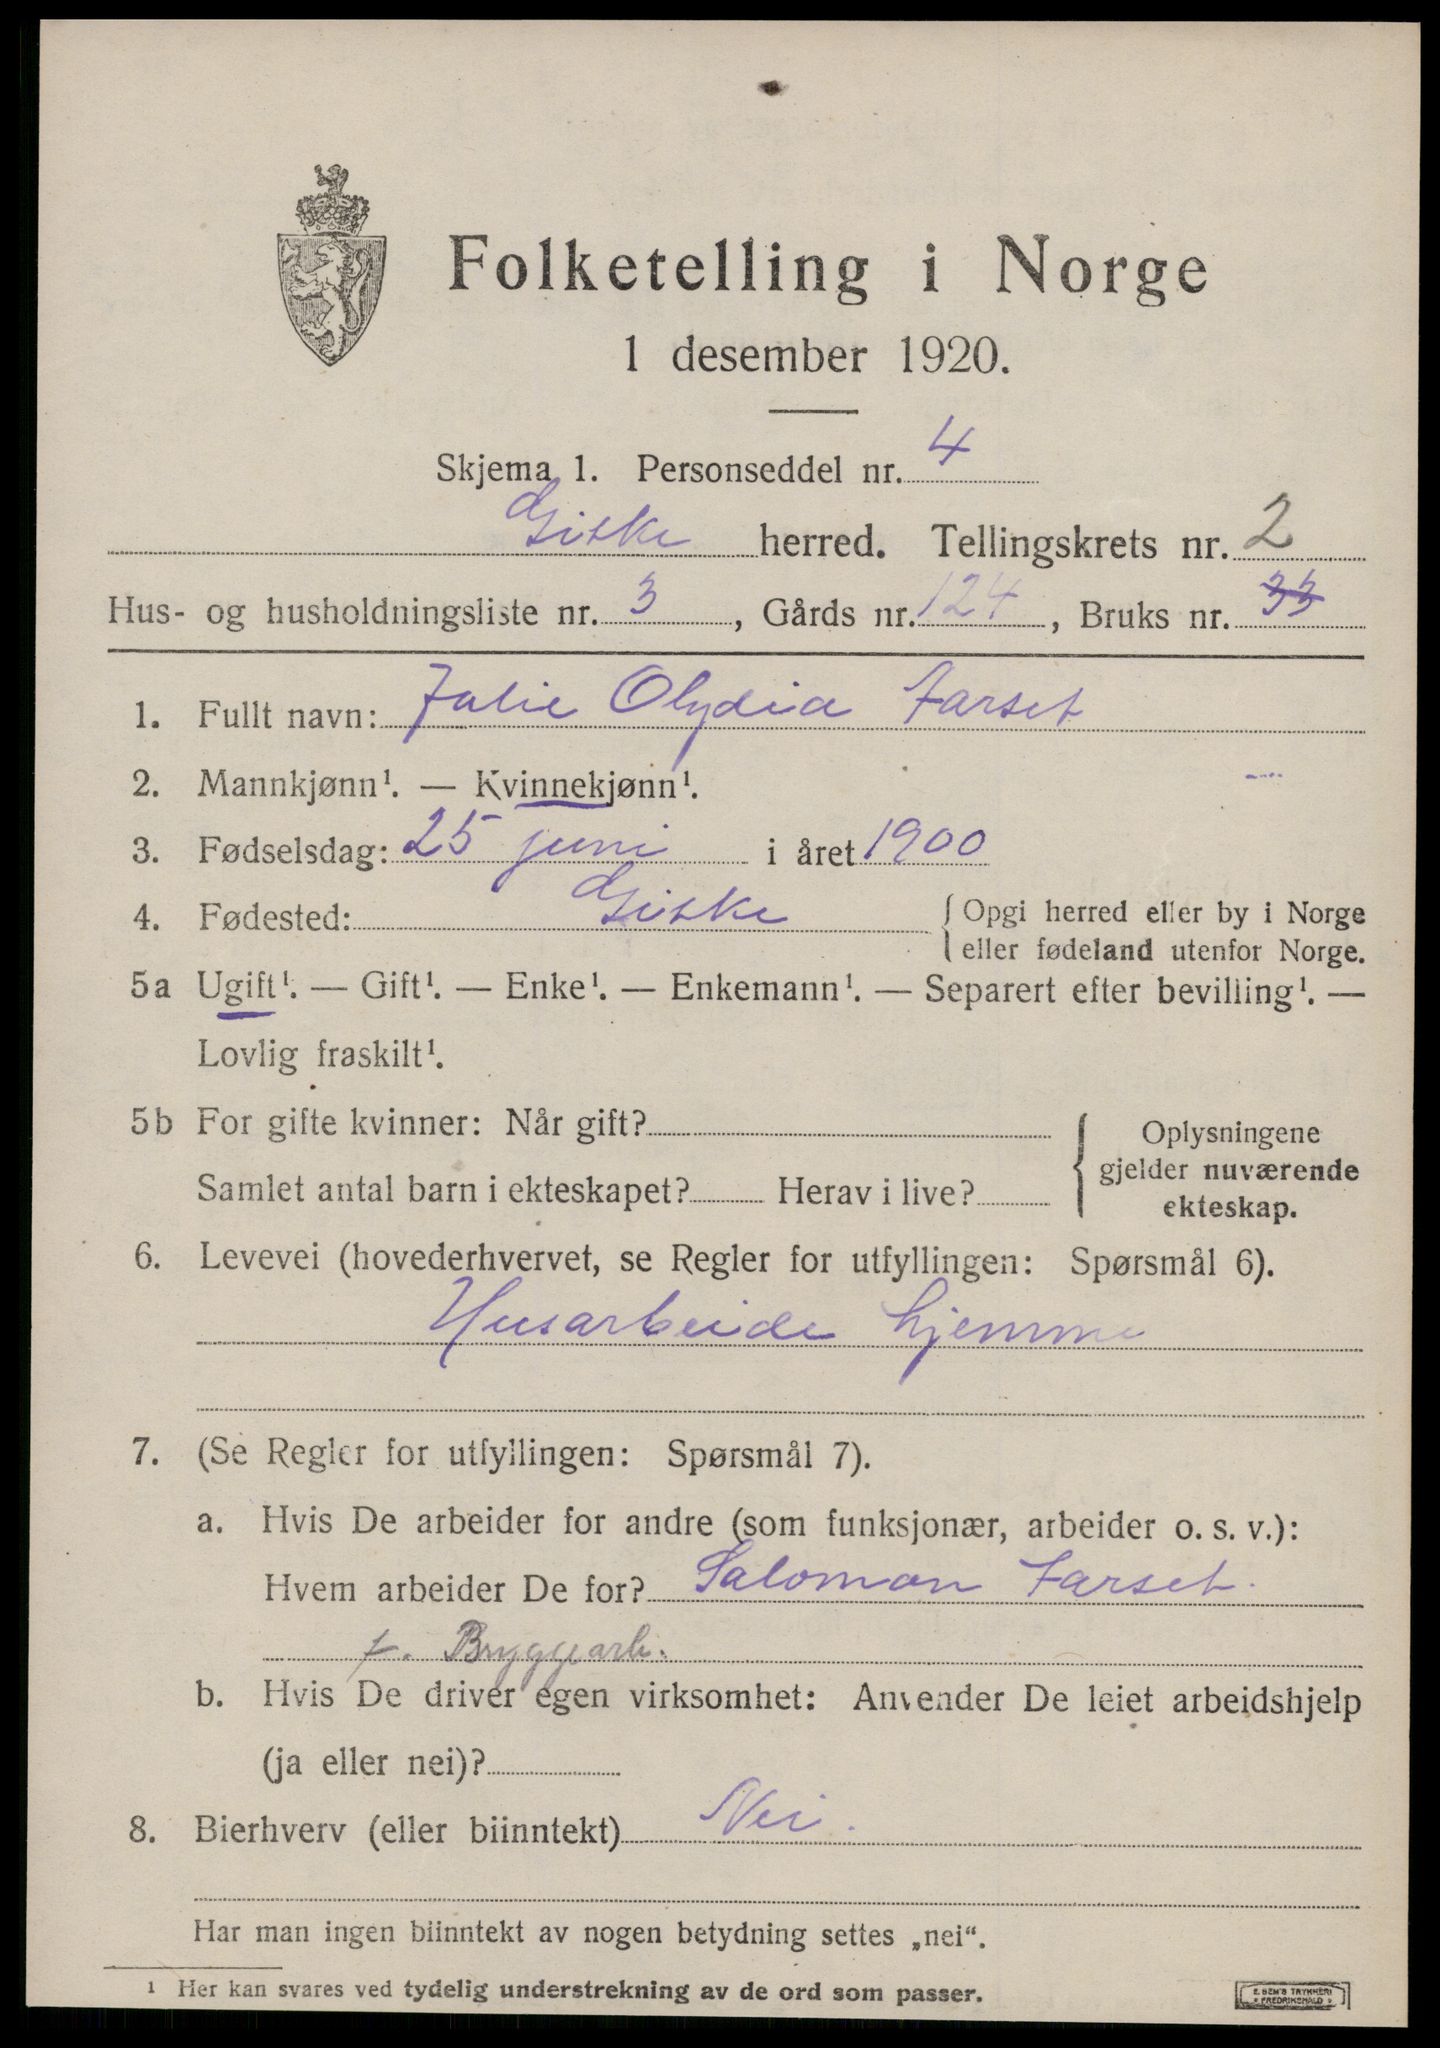 Folketelling i Norge
1 desember 1920.
Skjema 1. Personseddel nr. 4
Giske herred. Tellingskrets nr. 2
Hus- og husholdningsliste nr. 3, Gårds nr. 124, Bruks nr. 33
1. Fullt navn: Julie Olydia Farset
2. Mannkjønn¹. — Kvinnekjønn¹.
3. Fødselsdag: 25 juni i året 1900
4. Fødested: Giske { Opgi herred eller by i Norge
eller fødeland utenfor Norge.
5a Ugift¹. — Gift¹. — Enke¹. — Enkemann¹. — Separert efter bevilling¹. —
Lovlig fraskilt¹.
5b For gifte kvinner: Når gift?
Samlet antal barn i ekteskapet? Herav i live?
Oplysningene
gjelder nuværende
ekteskap.
6. Levevei (hovederhvervet, se Regler for utfyllingen: Spørsmål 6).
Husarbeide hjemme
7. (Se Regler for utfyllingen: Spørsmål 7).
a. Hvis De arbeider for andre (som funksjonær, arbeider o. s. v.):
Hvem arbeider De for? Salomon Farset.
f. Bryggearb.
b. Hvis De driver egen virksomhet: Anvender De leiet arbeidshjelp
(ja eller nei)?
8. Bierhverv (eller biinntekt) Nei.
Har man ingen biinntekt av nogen betydning settes „nei“.
¹ Her kan svares ved tydelig understrekning av de ord som passer.
E. SEM'S TRYKKERI
FREDRIKSHALD